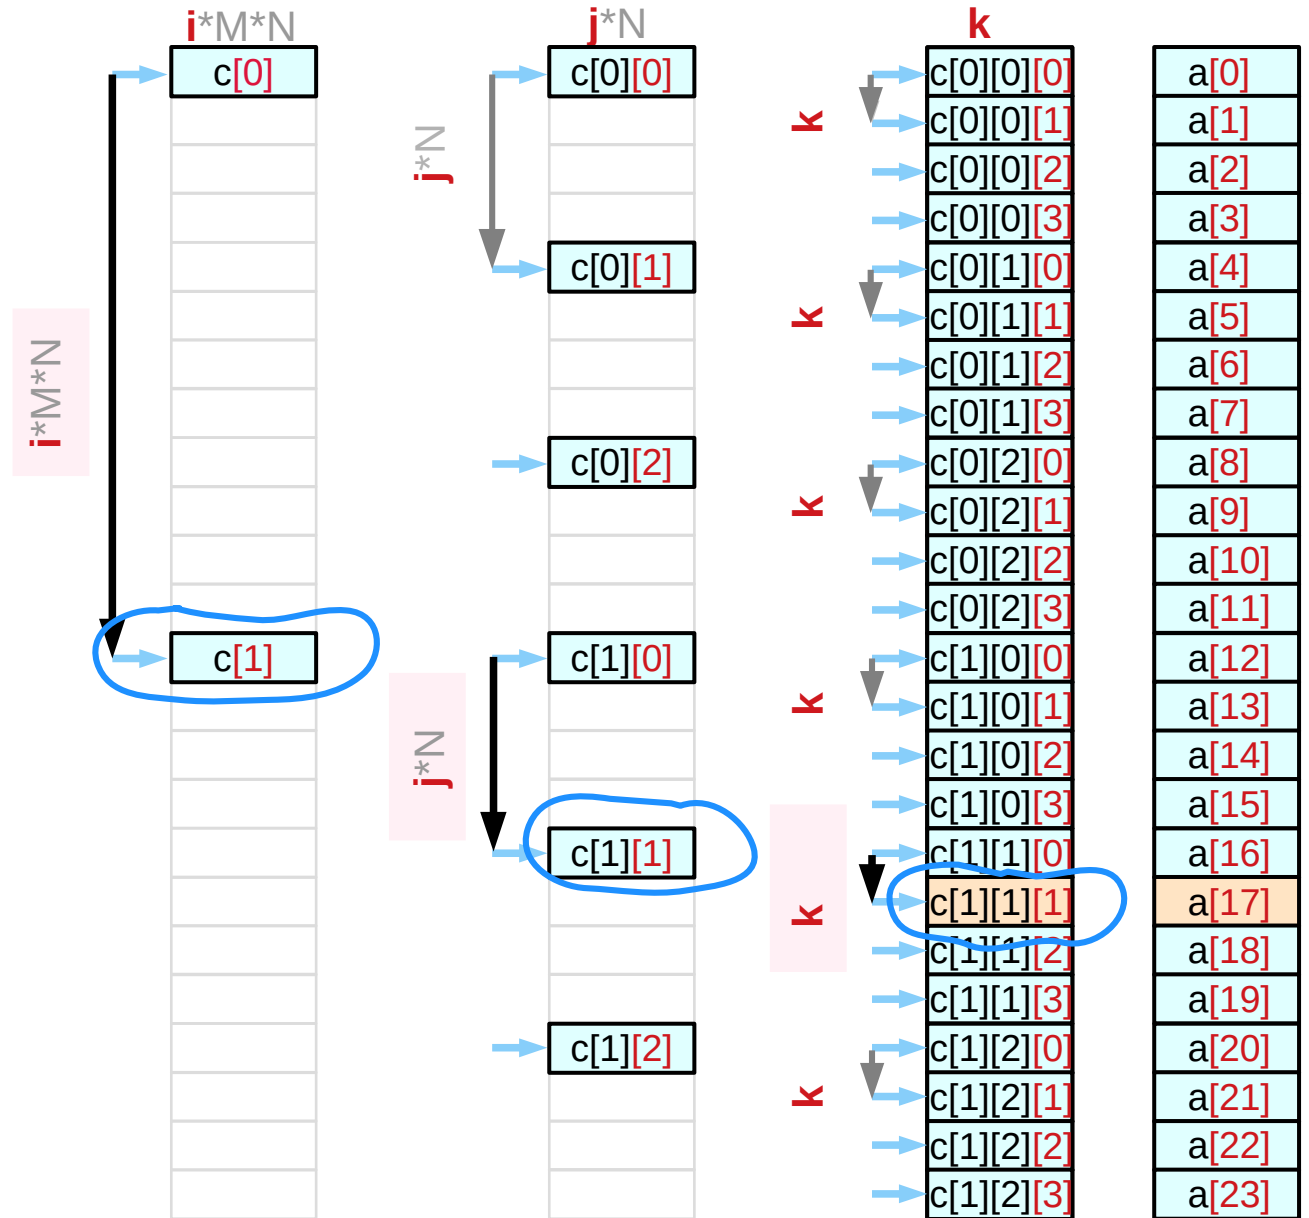 i*M*N j*N k
c[0] c[0][0] c[0][0][0] a[0]
k c[0][0][1] a[1]
j*N c[0][0][2] a[2]
c[0][0][3] a[3]
c[0][1] c[0][1][0] a[4]
k c[0][1][1] a[5]
c[0][1][2] a[6]
i*M*N c[0][1][3] a[7]
c[0][2] c[0][2][0] a[8]
k c[0][2][1] a[9]
c[0][2][2] a[10]
c[0][2][3] a[11]
c[1] c[1][0] c[1][0][0] a[12]
k c[1][0][1] a[13]
j*N c[1][0][2] a[14]
c[1][0][3] a[15]
c[1][1] c[1][1][0] a[16]
k c[1][1][1] a[17]
c[1][1][2] a[18]
c[1][1][3] a[19]
c[1][2] c[1][2][0] a[20]
k c[1][2][1] a[21]
c[1][2][2] a[22]
c[1][2][3] a[23]